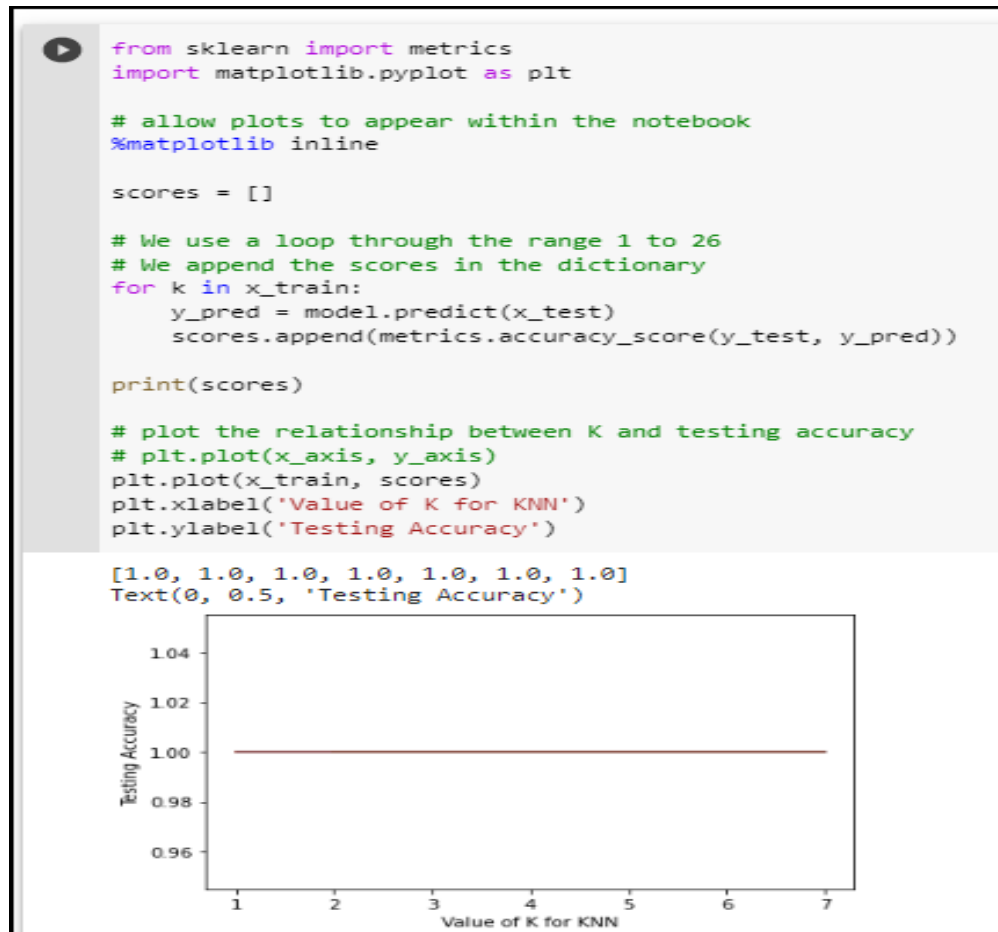 from sklearn import metrics
import matplotlib.pyplot as plt
# allow plots to appear within the notebook
%matplotlib inline
scores = []
# We use a loop through the range 1 to 26
# We append the scores in the dictionary
for k in x_train:
    y_pred = model.predict(x_test)
    scores.append(metrics.accuracy_score(y_test, y_pred))
print(scores)
# plot the relationship between K and testing accuracy
# plt.plot(x_axis, y_axis)
plt.plot(x_train, scores)
plt.xlabel('Value of K for KNN')
plt.ylabel('Testing Accuracy')
[1.0, 1.0, 1.0, 1.0, 1.0, 1.0, 1.0]
Text(0, 0.5, 'Testing Accuracy')
Testing Accuracy
1.04
1.02
1.00
0.98
0.96
1 2 3 4 5 6 7
Value of K for KNN